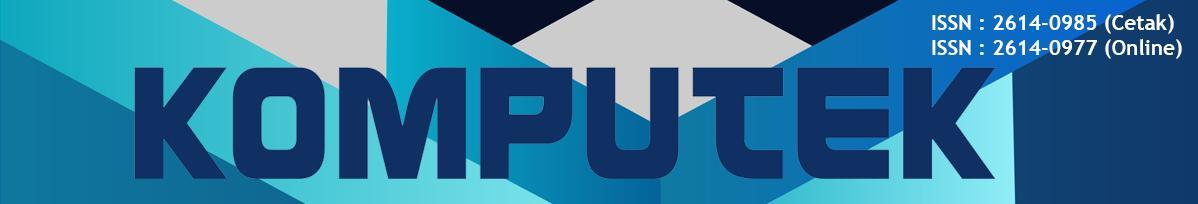 ISSN : 2614-0985 (Cetak)
ISSN : 2614-0977 (Online)
KOMPUTEK